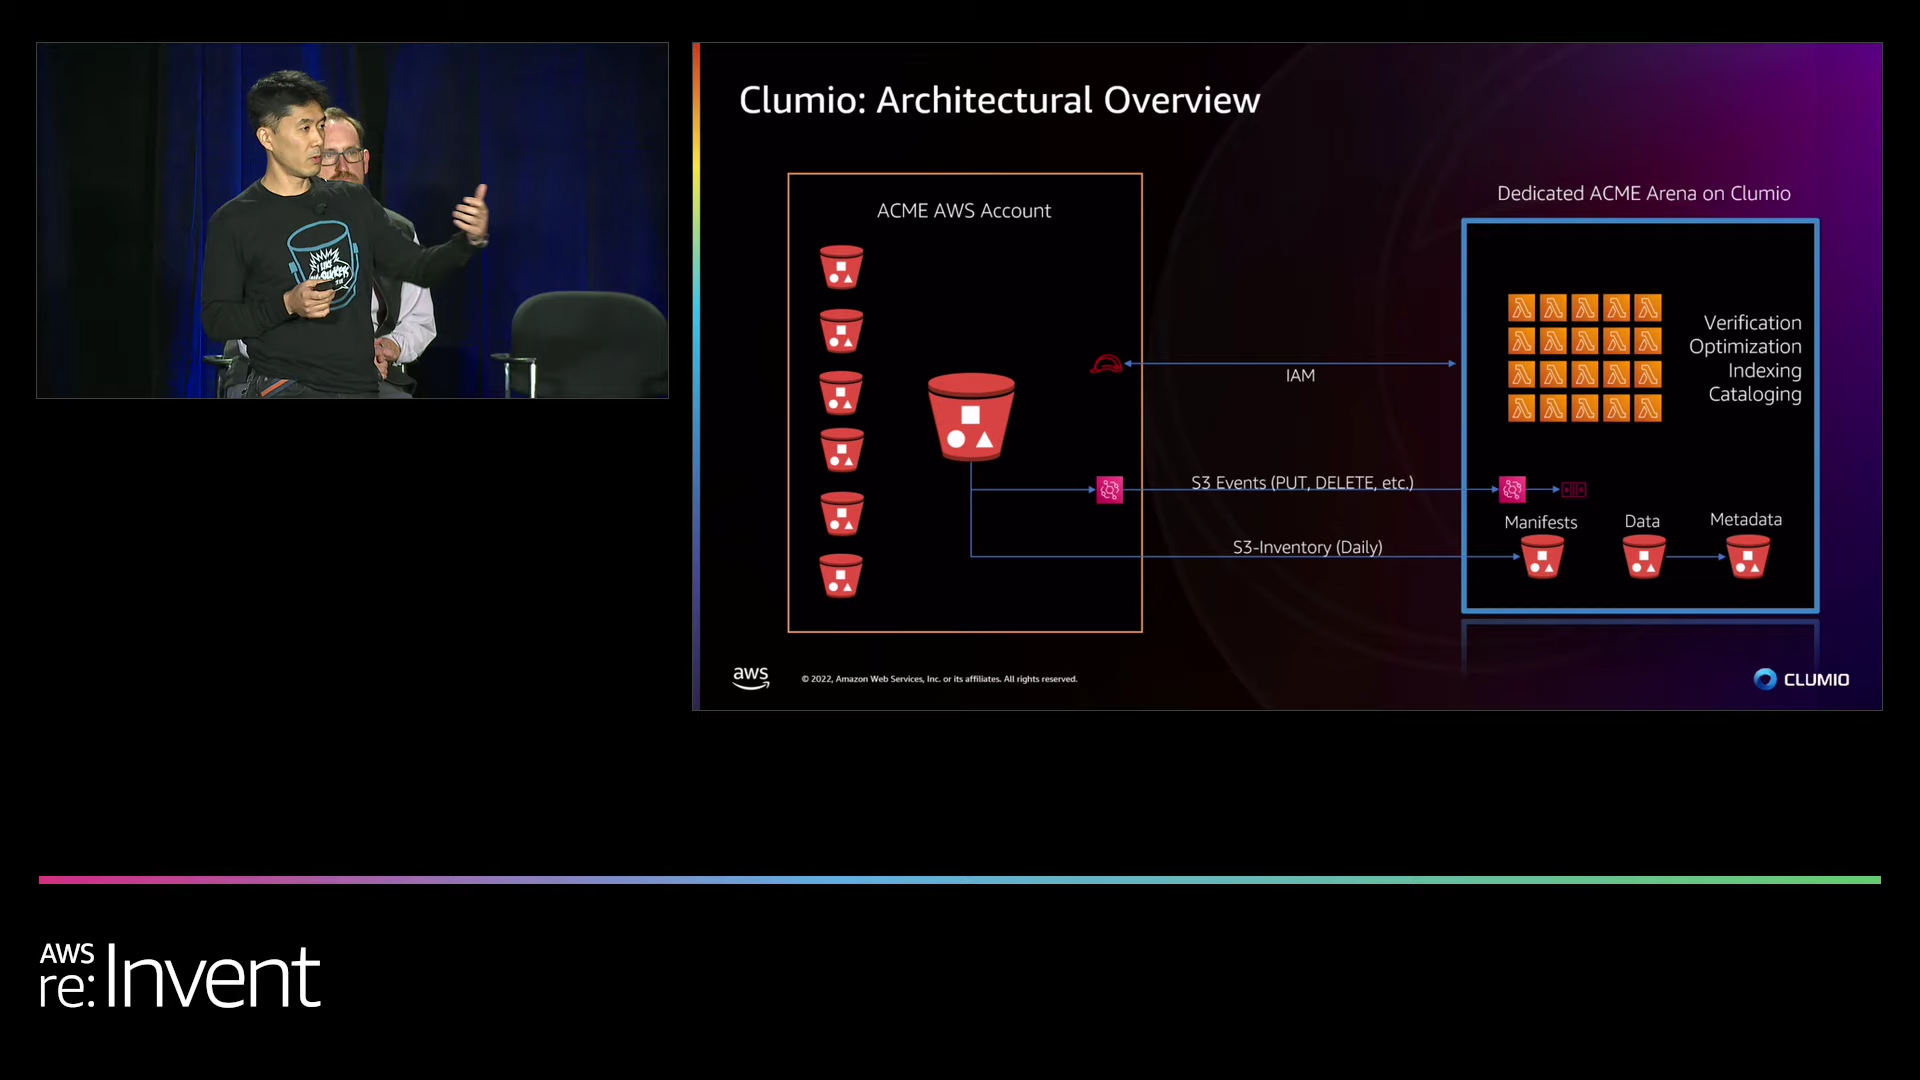 I LIKE
BUCKETS
Clumio: Architectural Overview
ACME AWS Account
Dedicated ACME Arena on Clumio
Verification
Optimization
Indexing
Cataloging
IAM
S3 Events (PUT, DELETE, etc.)
S3-Inventory (Daily)
Manifests
Data
Metadata
aws
© 2022, Amazon Web Services, Inc. or its affiliates. All rights reserved.
CLUMIO
AWS
re:Invent